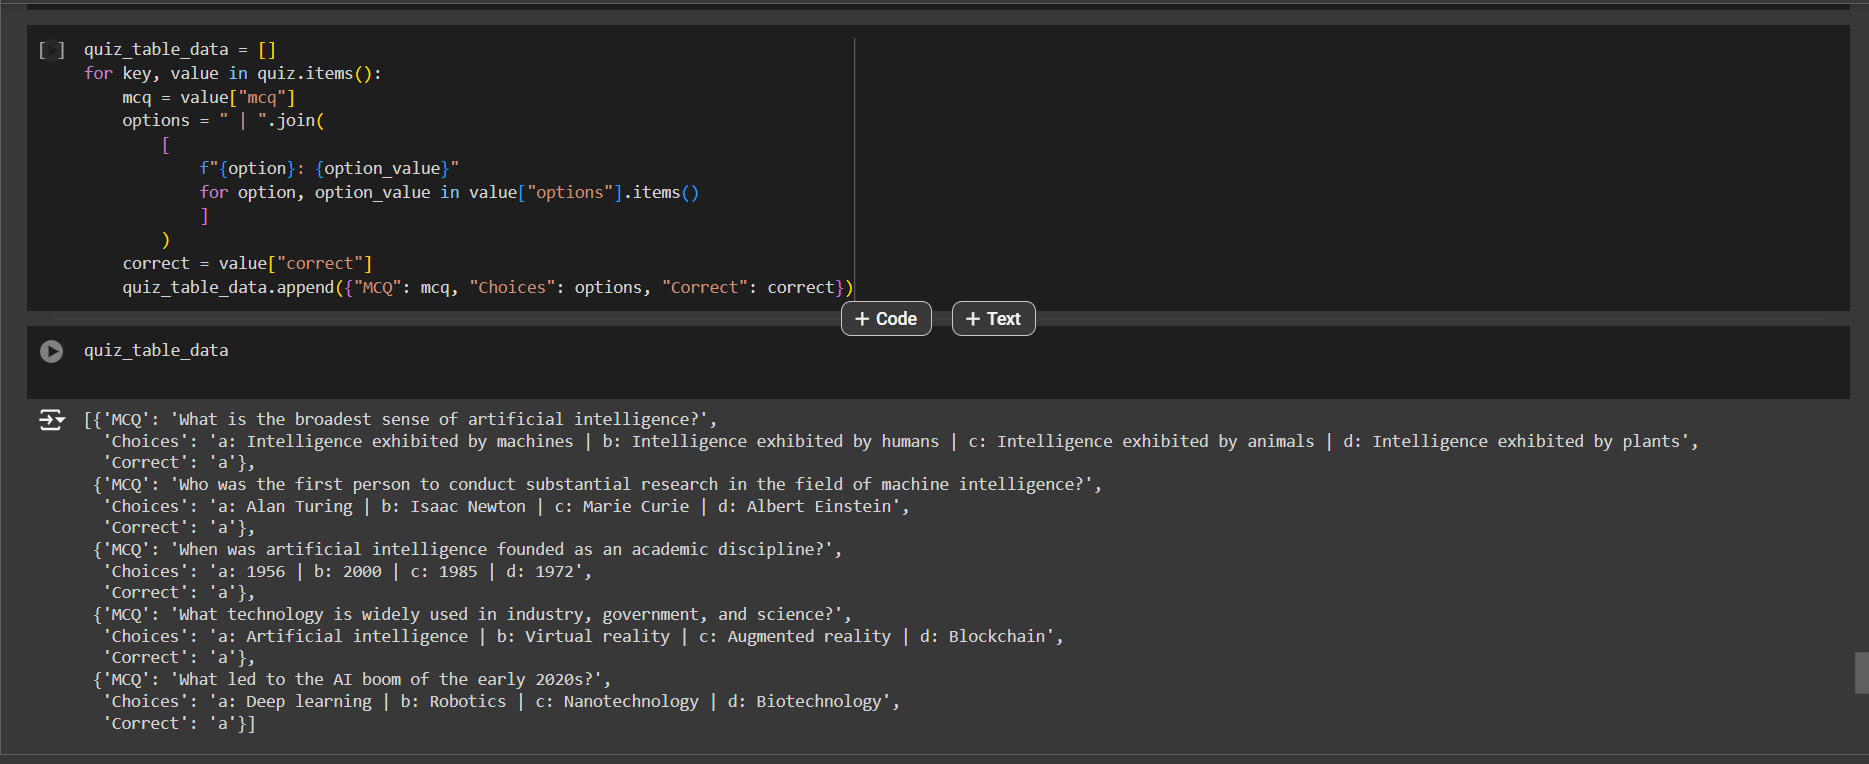 [ ] quiz_table_data = []
for key, value in quiz.items():
    mcq = value["mcq"]
    options = " | ".join(
        [
            f"{option}: {option_value}"
            for option, option_value in value["options"].items()
            ]
        )
    correct = value["correct"]
    quiz_table_data.append({"MCQ": mcq, "Choices": options, "Correct": correct})
+ Code + Text
quiz_table_data
[{'MCQ': 'What is the broadest sense of artificial intelligence?',
  'Choices': 'a: Intelligence exhibited by machines | b: Intelligence exhibited by humans | c: Intelligence exhibited by animals | d: Intelligence exhibited by plants',
  'Correct': 'a'},
 {'MCQ': 'Who was the first person to conduct substantial research in the field of machine intelligence?',
  'Choices': 'a: Alan Turing | b: Isaac Newton | c: Marie Curie | d: Albert Einstein',
  'Correct': 'a'},
 {'MCQ': 'When was artificial intelligence founded as an academic discipline?',
  'Choices': 'a: 1956 | b: 2000 | c: 1985 | d: 1972',
  'Correct': 'a'},
 {'MCQ': 'What technology is widely used in industry, government, and science?',
  'Choices': 'a: Artificial intelligence | b: Virtual reality | c: Augmented reality | d: Blockchain',
  'Correct': 'a'},
 {'MCQ': 'What led to the AI boom of the early 2020s?',
  'Choices': 'a: Deep learning | b: Robotics | c: Nanotechnology | d: Biotechnology',
  'Correct': 'a'}]